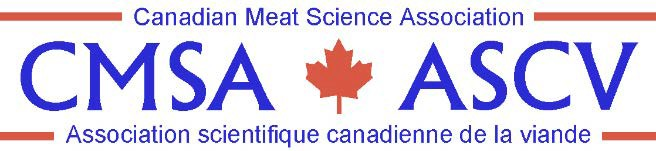 Canadian Meat Science Association
CMSA ASCV
Association scientifique canadienne de la viande